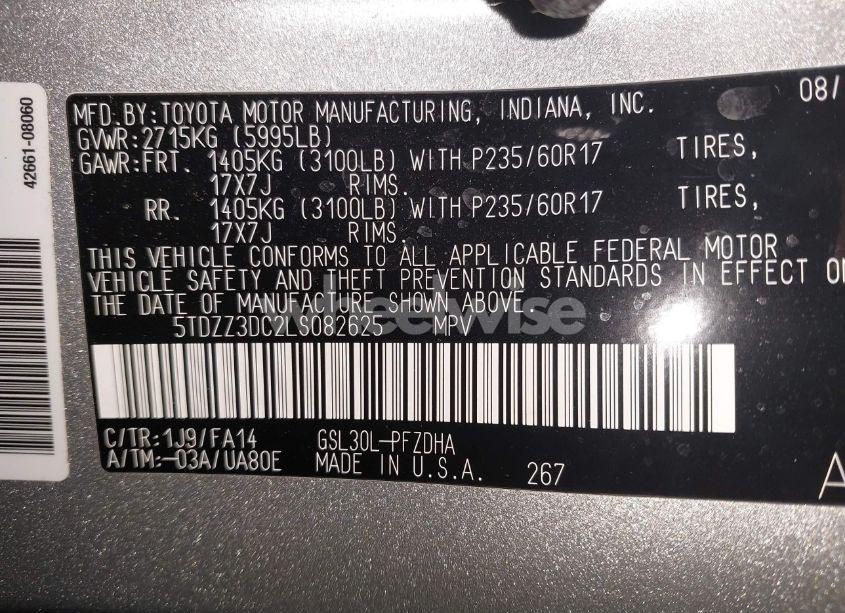 42661-08060
MFD.BY:TOYOTA MOTOR MANUFACTURING, INDIANA, INC. 08/
GVWR:2715KG (5995LB)
GAWR:FRT. 1405KG (3100LB) WITH P235/60R17 TIRES,
17X7J RIMS.
RR. 1405KG (3100LB) WITH P235/60R17 TIRES,
17X7J RIMS.
THIS VEHICLE CONFORMS TO ALL APPLICABLE FEDERAL MOTOR
VEHICLE SAFETY AND THEFT PREVENTION STANDARDS IN EFFECT ON
THE DATE OF MANUFACTURE SHOWN ABOVE.
wheelwise
5TDZZ3DC2LS082625 MPV
C/TR:1J9/FA14 GSL30L-PFZDHA
A/TM:-03A/UA80E MADE IN U.S.A. 267
A